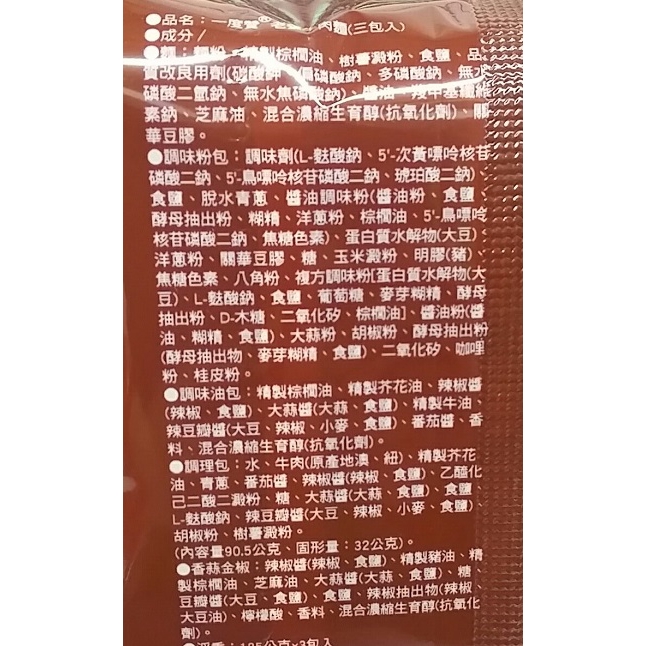 ●品名：一度贊® 老 肉麵(三包入)
●成分／
●麵：麵粉、精製棕櫚油、樹薯澱粉、食鹽、品
質改良用劑(碳酸鉀、偏磷酸鈉、多磷酸鈉、無水
磷酸二氫鈉、無水焦磷酸鈉)、醬油、羧甲基纖維
素鈉、芝麻油、混合濃縮生育醇(抗氧化劑)、關
華豆膠。
●調味粉包：調味劑(L-麩酸鈉、5'-次黃嘌呤核苷
磷酸二鈉、5'-鳥嘌呤核苷磷酸二鈉、琥珀酸二鈉)、
食鹽、脫水青蔥、醬油調味粉(醬油粉、食鹽
酵母抽出粉、糊精、洋蔥粉、棕櫚油、5'-鳥嘌呤
核苷磷酸二鈉、焦糖色素)、蛋白質水解物(大豆)
洋蔥粉、關華豆膠、糖、玉米澱粉、明膠(豬)、
焦糖色素、八角粉、複方調味粉[蛋白質水解物(大
豆)、L-麩酸鈉、食鹽、葡萄糖、麥芽糊精、酵母
抽出粉、D-木糖、二氧化矽、棕櫚油]、醬油粉(醬
油、糊精、食鹽)、大蒜粉、胡椒粉、酵母抽出粉
(酵母抽出物、麥芽糊精、食鹽)、二氧化矽、咖哩
粉、桂皮粉。
●調味油包：精製棕櫚油、精製芥花油、辣椒醬
(辣椒、食鹽)、大蒜醬(大蒜、食鹽)、精製牛油、
辣豆瓣醬(大豆、辣椒、小麥、食鹽)、番茄醬、香
料、混合濃縮生育醇(抗氧化劑)。
●調理包：水、牛肉(原產地澳、紐)、精製芥花
油、青蔥、番茄醬、辣椒醬(辣椒、食鹽)、乙醯化
己二酸二澱粉、糖、大蒜醬(大蒜、食鹽)、食鹽
L-麩酸鈉、辣豆瓣醬(大豆、辣椒、小麥、食鹽)
胡椒粉、樹薯澱粉。
(內容量90.5公克、固形量：32公克)。
●香蒜金椒：辣椒醬(辣椒、食鹽)、精製豬油、精
製棕櫚油、芝麻油、大蒜醬(大蒜、食鹽)、糖、
豆瓣醬(大豆、食鹽)、食鹽、辣椒抽出物(辣椒、
大豆油)、檸檬酸、香料、混合濃縮生育醇(抗氧化
劑)。
●淨重：185公克×3包入